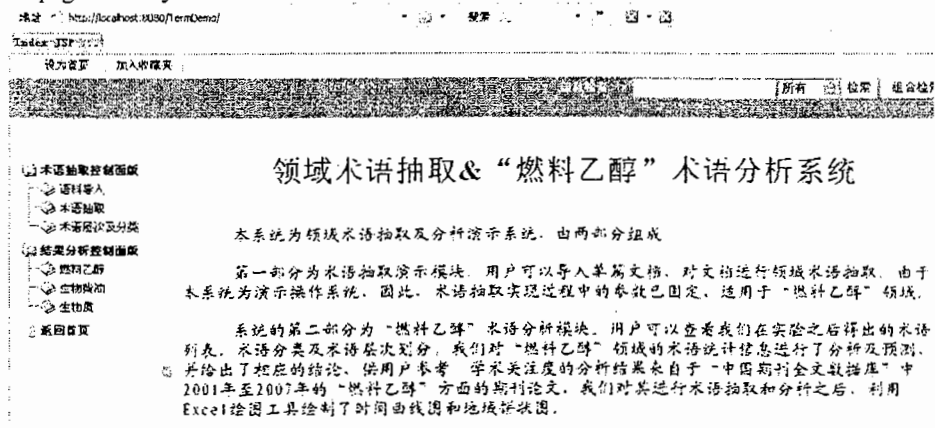 地址 http://localhost:8080/TermDemo/ 搜索
Index JSP
设为首页 加入收藏夹
所有 检索 组合检索
术语抽取控制面版
语料导入
术语抽取
术语层次及分类
结果分析控制面版
燃料乙醇
生物柴油
生物质
返回首页
领域术语抽取&“燃料乙醇”术语分析系统
本系统为领域术语抽取及分析演示系统。由两部分组成
第一部分为术语抽取演示模块。用户可以导入单篇文档，对文档进行领域术语抽取。由于
本系统为演示操作系统，因此，术语抽取实现过程中的参数已固定，适用于“燃料乙醇”领域。
系统的第二部分为“燃料乙醇”术语分析模块。用户可以查看我们在实验之后得出的术语
列表，术语分类及术语层次划分，我们对“燃料乙醇”领域的术语统计信息进行了分析及预测，
并给出了相应的结论，供用户参考 学术关注度的分析结果来自于“中国期刊全文数据库”中
2001年至2007年的“燃料乙醇”方面的期刊论文，我们对其进行术语抽取和分析之后，利用
Excel绘图工具绘制了时间曲线图和地域饼状图。